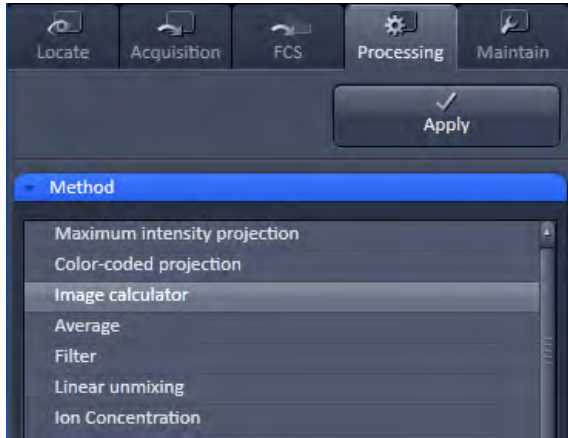 Locate Acquisition FCS Processing Maintain
Apply
Method
Maximum intensity projection
Color-coded projection
Image calculator
Average
Filter
Linear unmixing
Ion Concentration